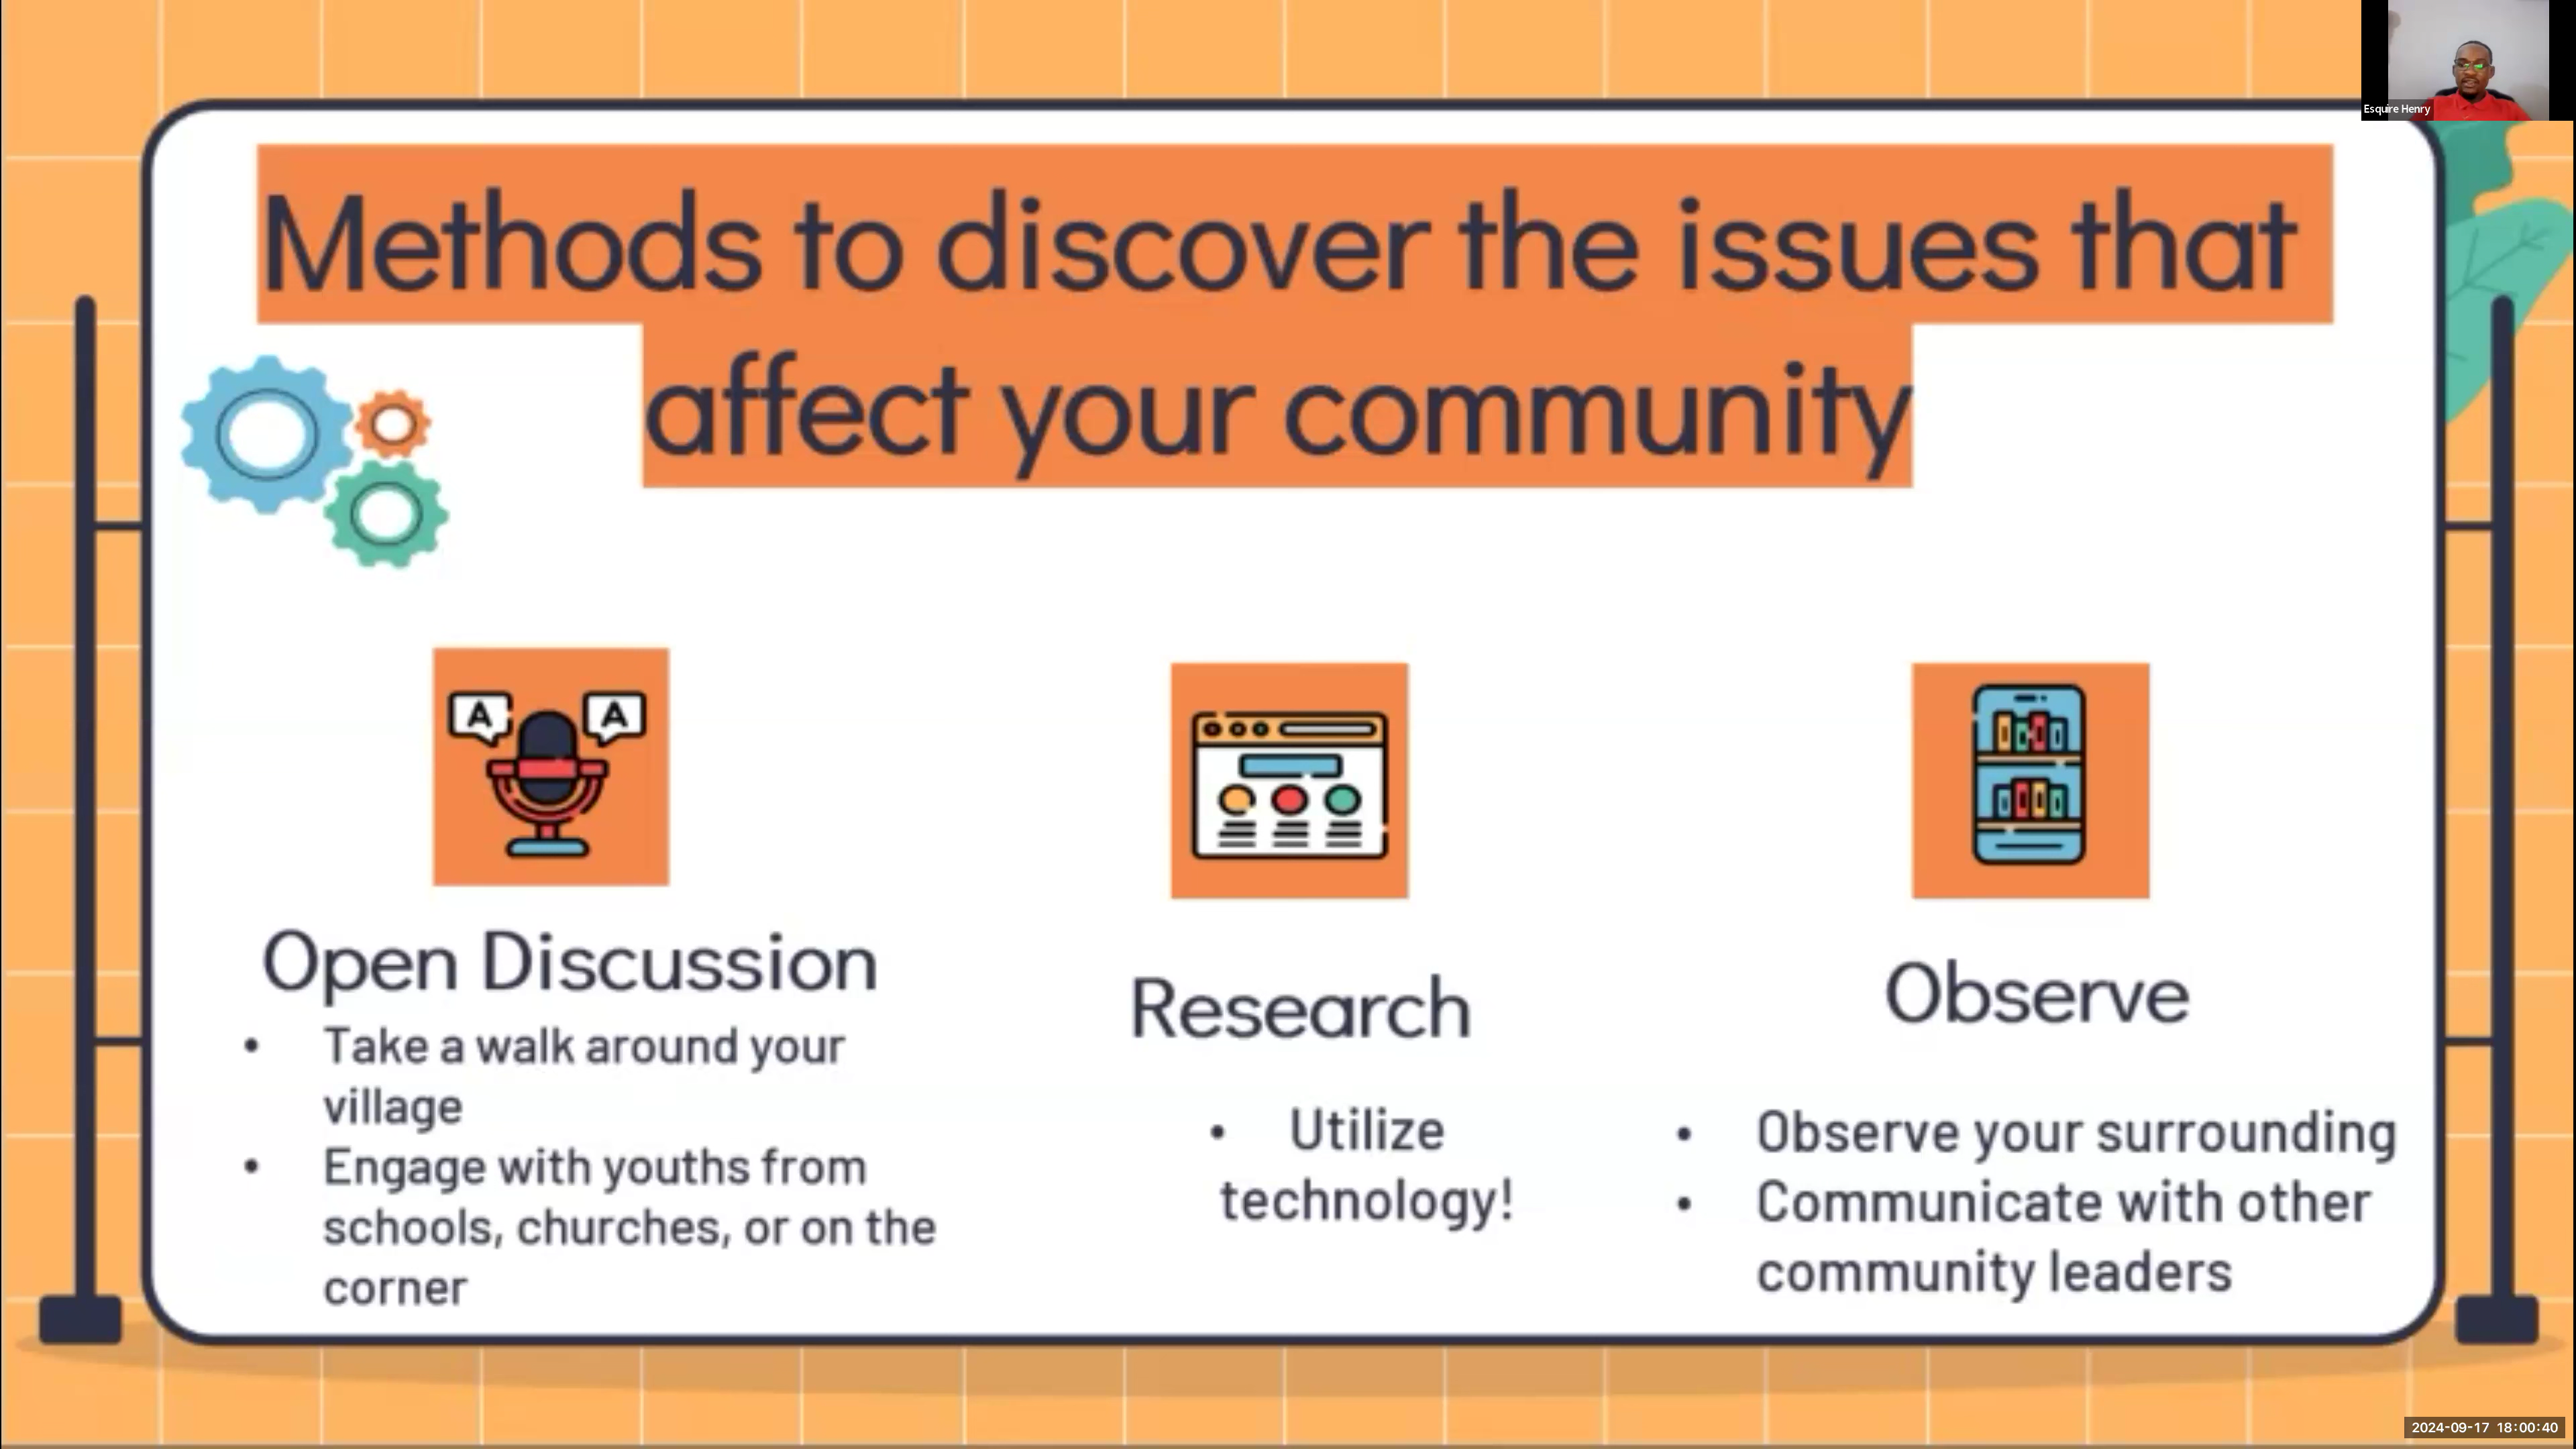 Esquire Henry
Methods to discover the issues that
affect your community
A A
Open Discussion
• Take a walk around your
village
• Engage with youths from
schools, churches, or on the
corner
Research
• Utilize
technology!
Observe
• Observe your surrounding
• Communicate with other
community leaders
2024-09-17 18:00:40